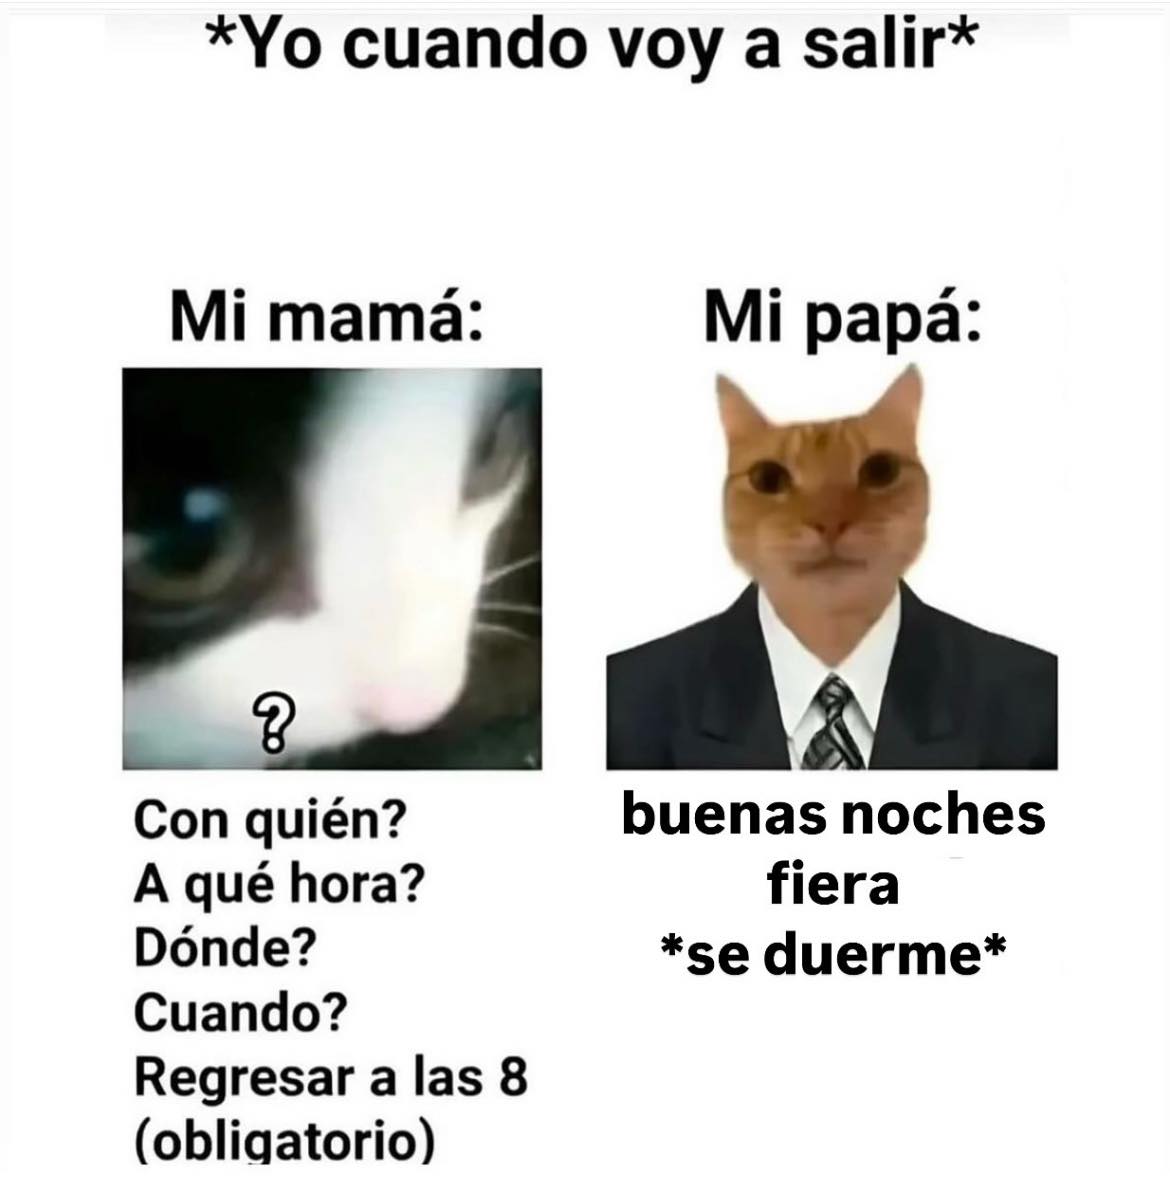 *Yo cuando voy a salir*
Mi mamá:
?
Con quién?
A qué hora?
Dónde?
Cuando?
Regresar a las 8
(obligatorio)
Mi papá:
buenas noches
fiera
*se duerme*